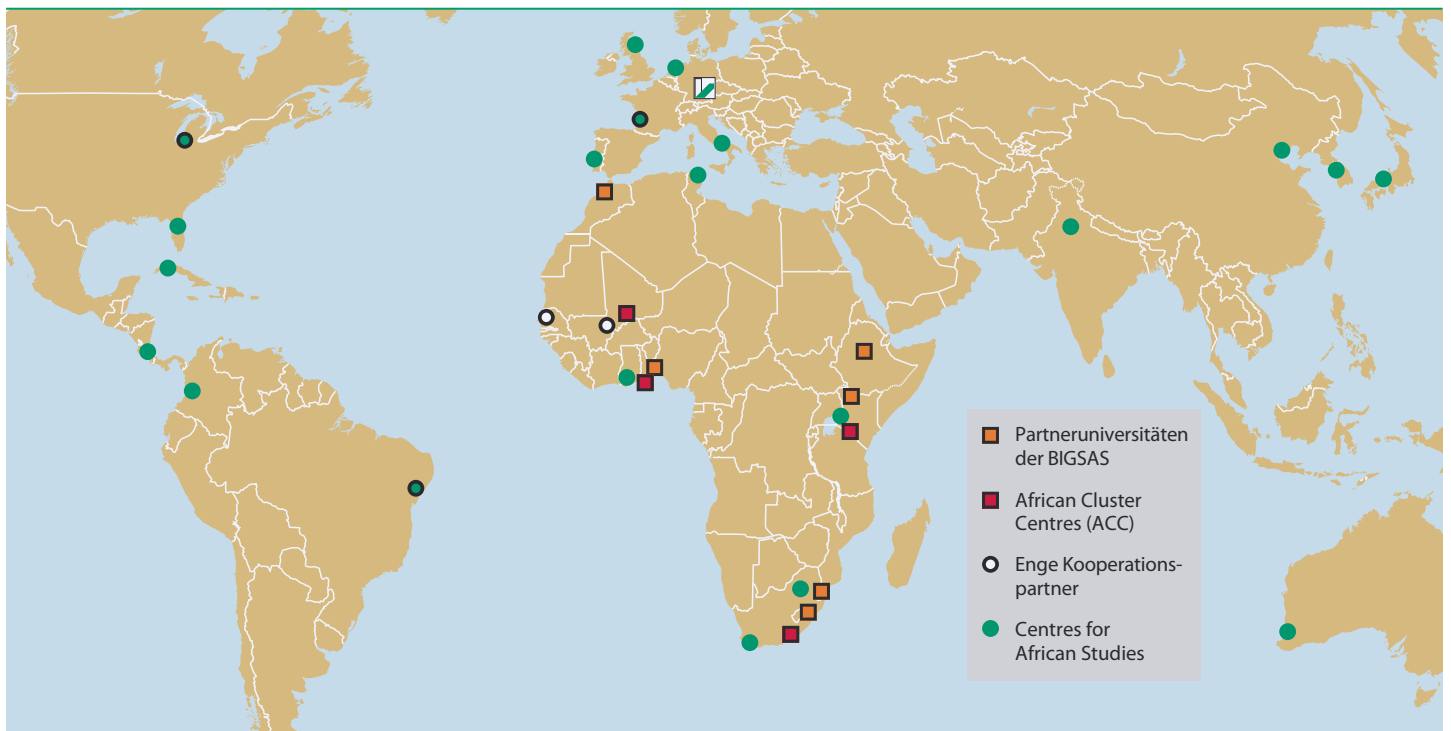 Partneruniversitäten
der BIGSAS
African Cluster
Centres (ACC)
Enge Kooperations-
partner
Centres for
African Studies